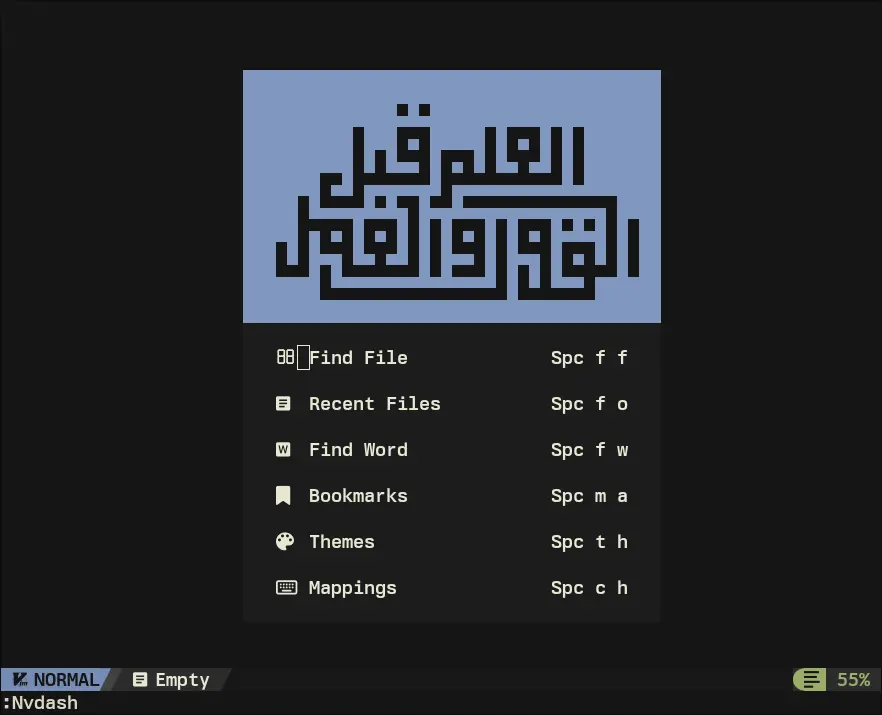 العلم قبل
القول والعمل
Find File Spc f f
Recent Files Spc f o
Find Word Spc f w
Bookmarks Spc m a
Themes Spc t h
Mappings Spc c h
NORMAL Empty 55%
:Nvdash